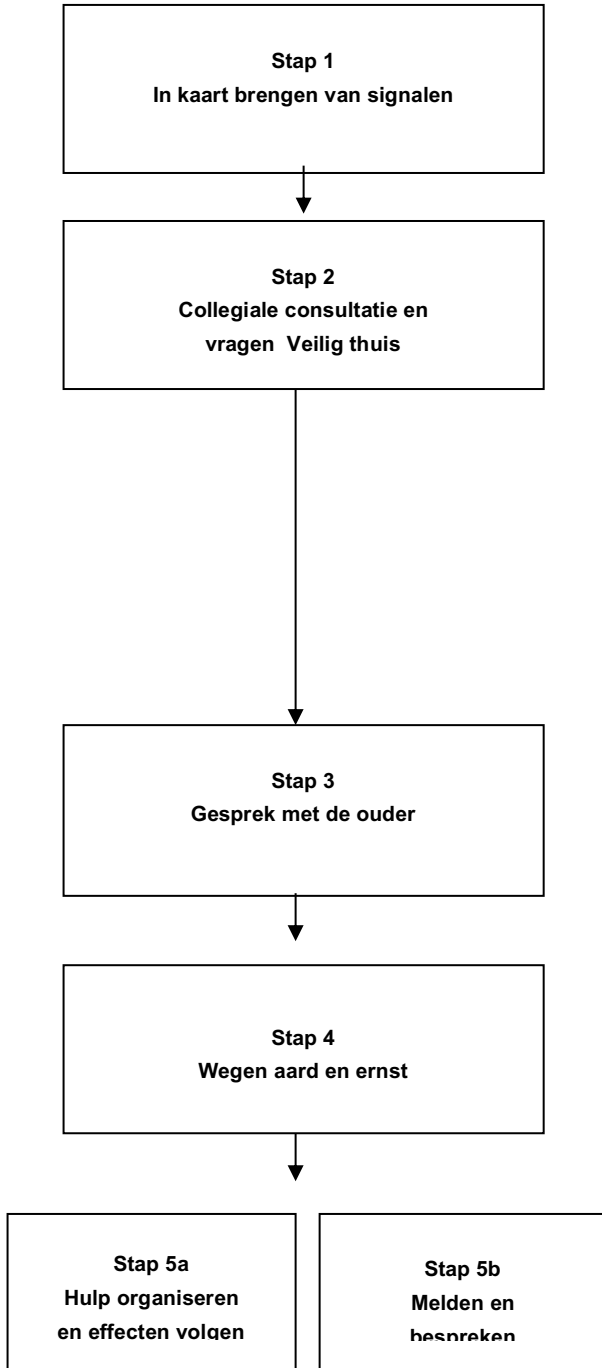 Stap 1
In kaart brengen van signalen
Stap 2
Collegiale consultatie en
vragen Veilig thuis
Stap 3
Gesprek met de ouder
Stap 4
Wegen aard en ernst
Stap 5a
Hulp organiseren
en effecten volgen
Stap 5b
Melden en
bespreken